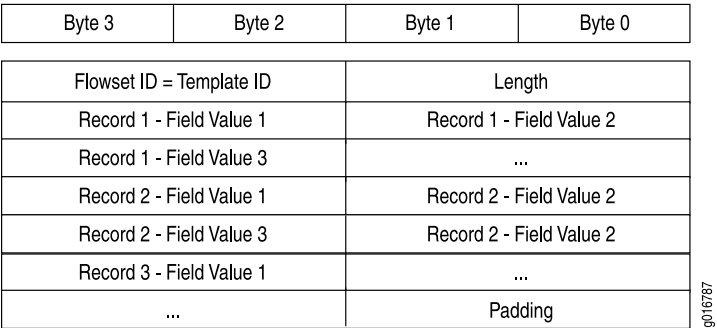 Byte 3 Byte 2 Byte 1 Byte 0
Flowset ID = Template ID Length
Record 1 - Field Value 1 Record 1 - Field Value 2
Record 1 - Field Value 3 ...
Record 2 - Field Value 1 Record 2 - Field Value 2
Record 2 - Field Value 3 Record 2 - Field Value 2
Record 3 - Field Value 1 ...
... Padding
g016787